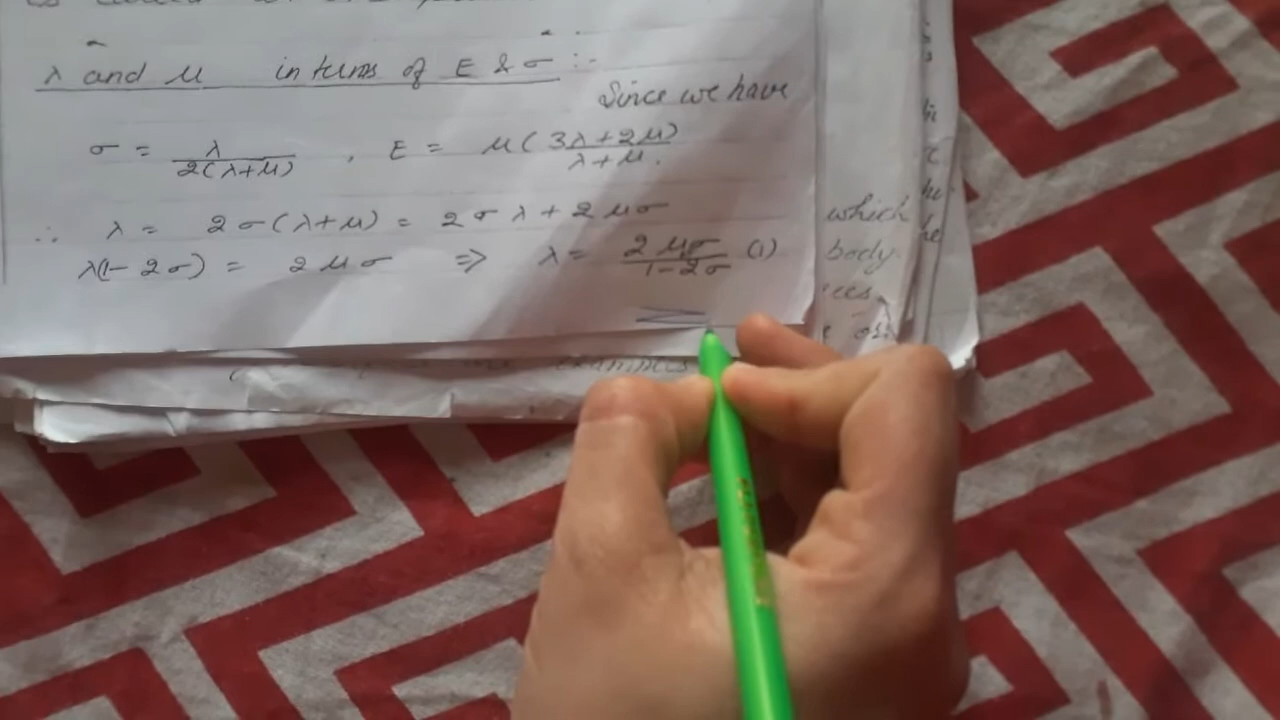 λ and μ in terms of E & σ :-
Since we have
σ = λ/2(λ+μ) , E = μ(3λ+2μ)/λ+μ.
∴ λ = 2σ(λ+μ) = 2σλ + 2μσ
λ(1-2σ) = 2μσ ⇒ λ = 2μσ/1-2σ (1)
which
body